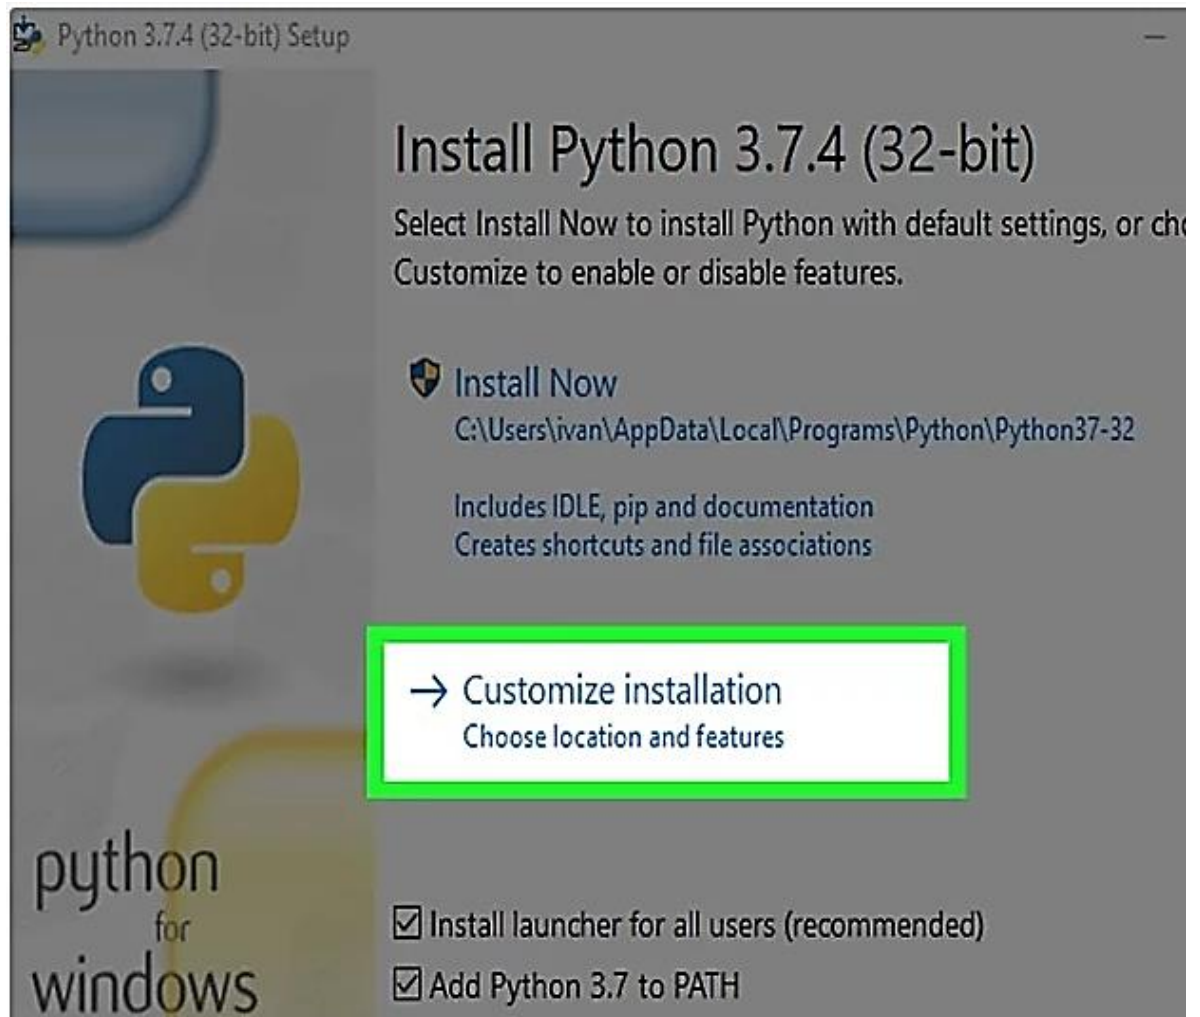 Python 3.7.4 (32-bit) Setup
Install Python 3.7.4 (32-bit)
Select Install Now to install Python with default settings, or
Customize to enable or disable features.
Install Now
C:\Users\ivan\AppData\Local\Programs\Python\Python37-32
Includes IDLE, pip and documentation
Creates shortcuts and file associations
→ Customize installation
Choose location and features
python
for
windows
Install launcher for all users (recommended)
Add Python 3.7 to PATH